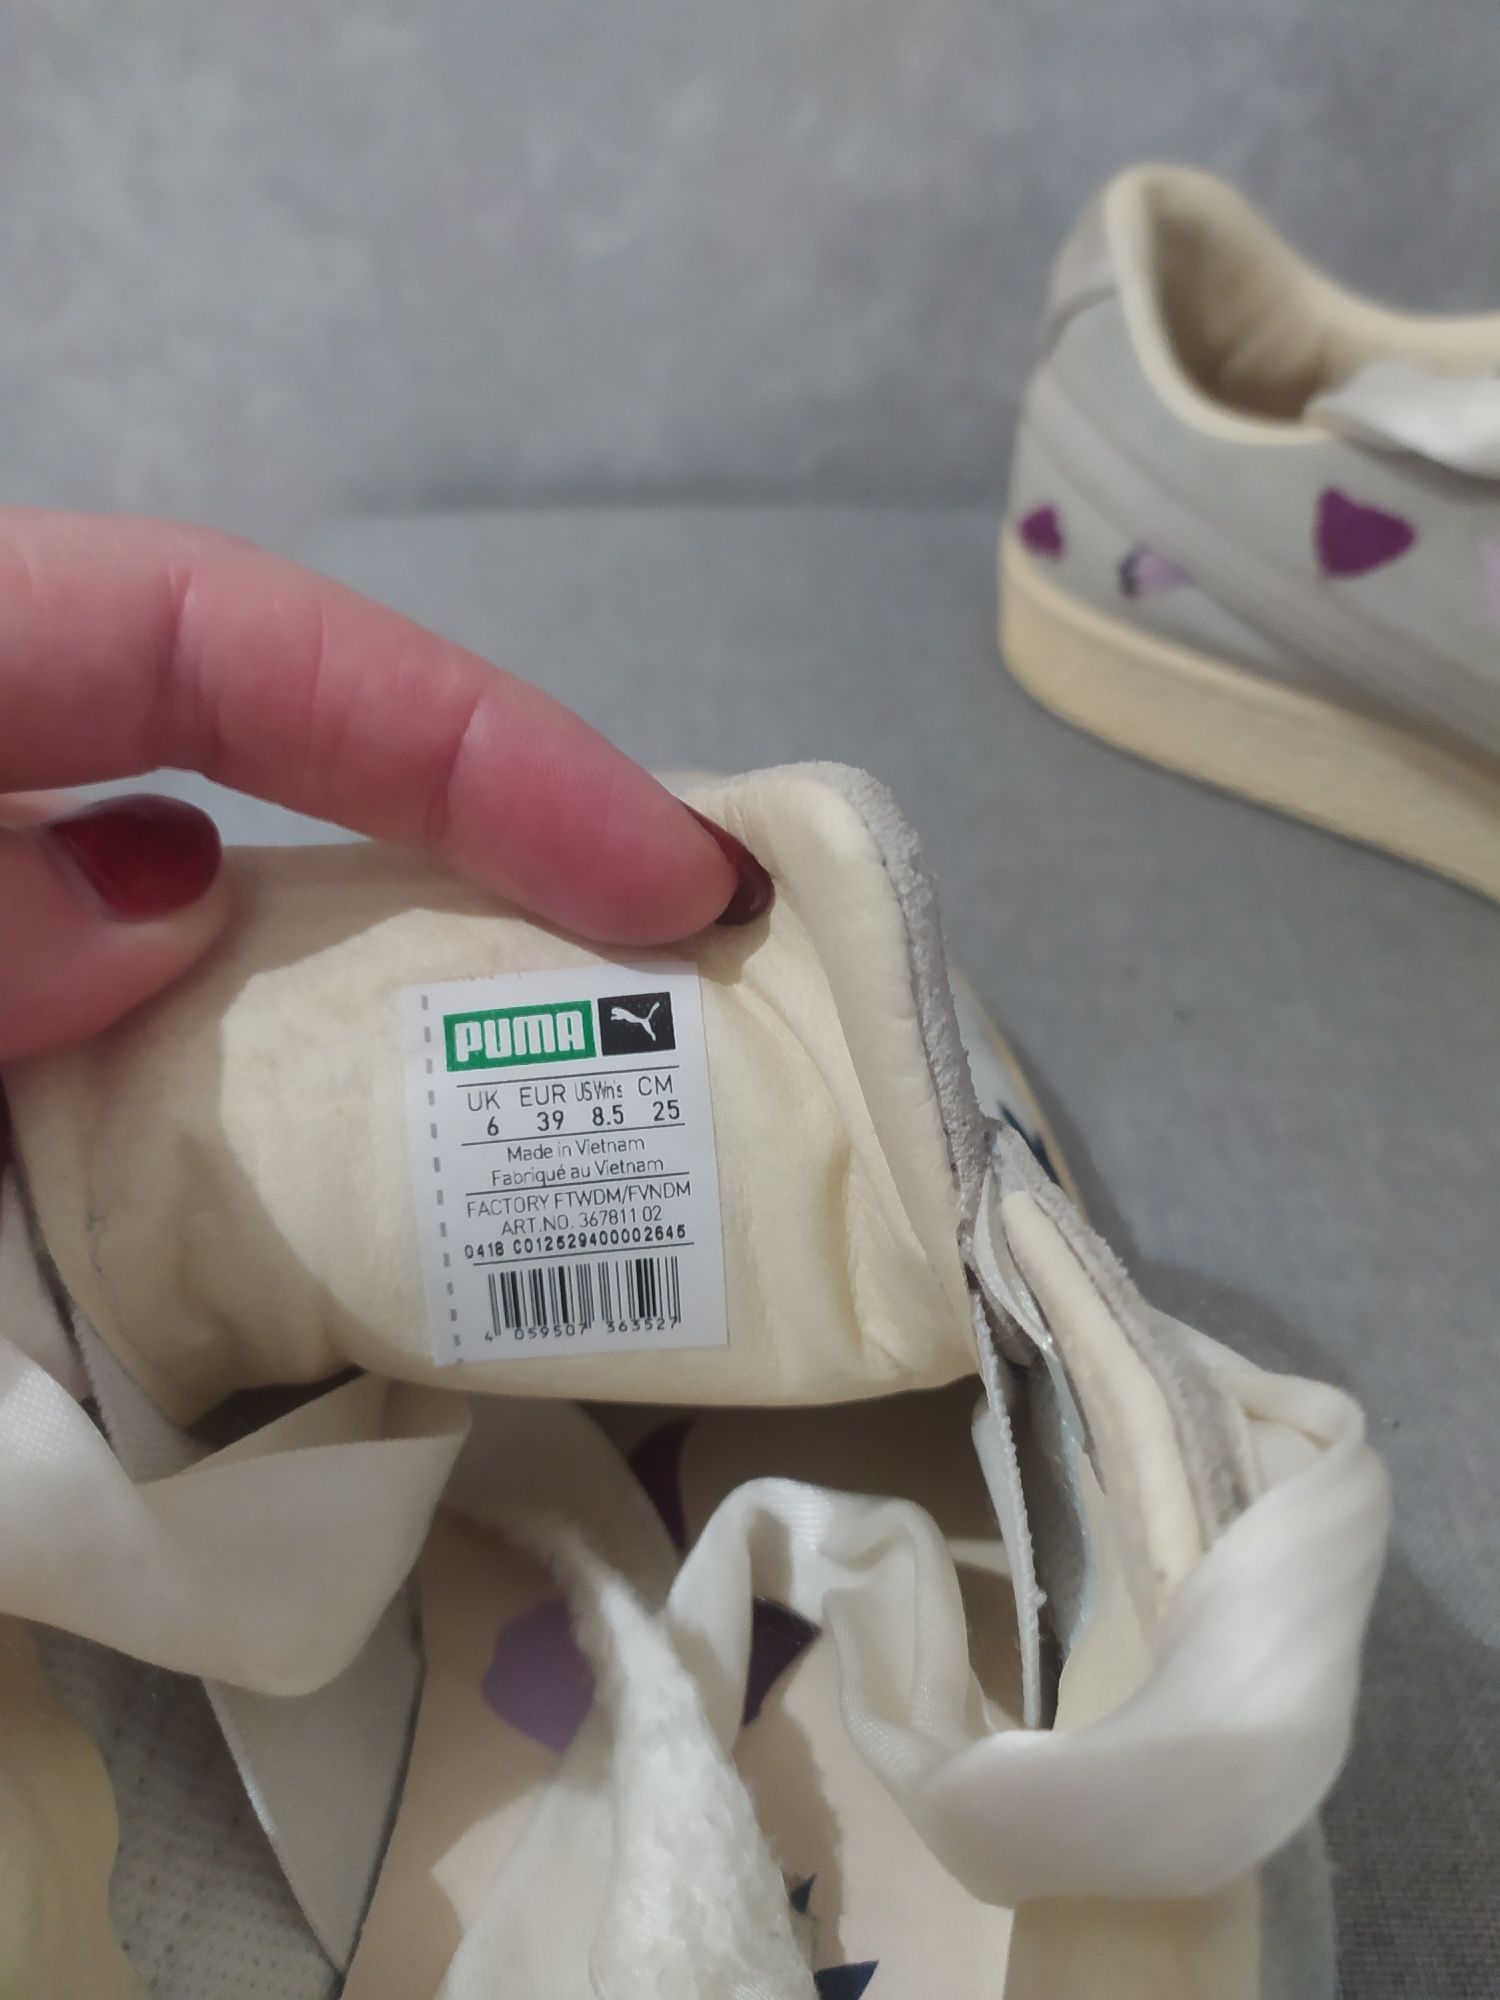 PUMA
UK EUR US Wn's CM
6 39 8.5 25
Made in Vietnam
Fabriqué au Vietnam
FACTORY FTWDM/FVNDM
ART.NO. 367811 02
0418 C012629400002645
4 059507 363527